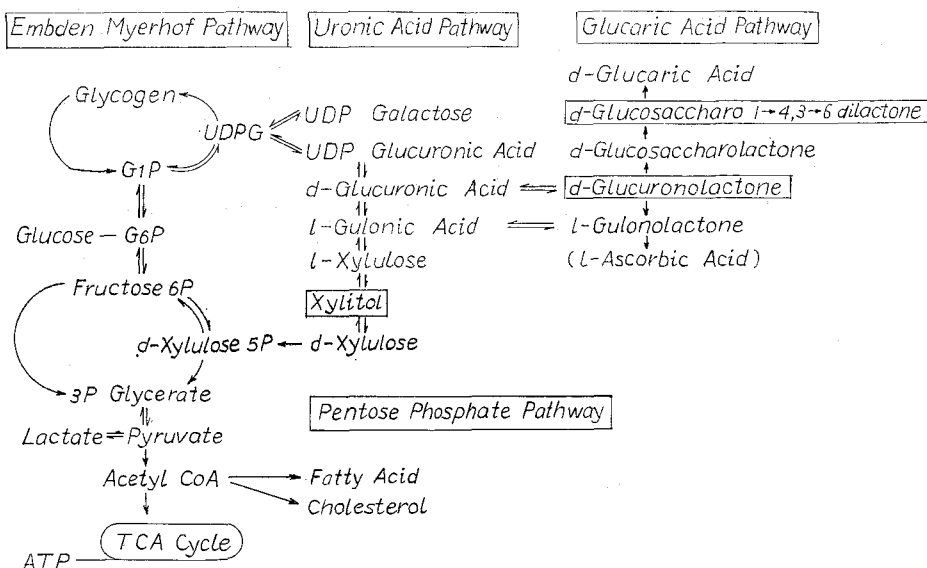 Embden Myerhof Pathway
Uronic Acid Pathway
Glucaric Acid Pathway
d-Glucaric Acid
Glycogen
UDP Galactose
d-Glucosaccharo 1→4,3→6 dilactone
UDPG
UDP Glucuronic Acid
d-Glucosaccharolactone
G1P
d-Glucuronic Acid
d-Glucuronolactone
Glucose — G6P
l-Gulonic Acid
l-Gulonolactone
l-Xylulose
(l-Ascorbic Acid)
Fructose 6P
Xylitol
d-Xylulose 5P
d-Xylulose
3P Glycerate
Pentose Phosphate Pathway
Lactate ⇌ Pyruvate
Acetyl CoA
Fatty Acid
Cholesterol
TCA Cycle
ATP